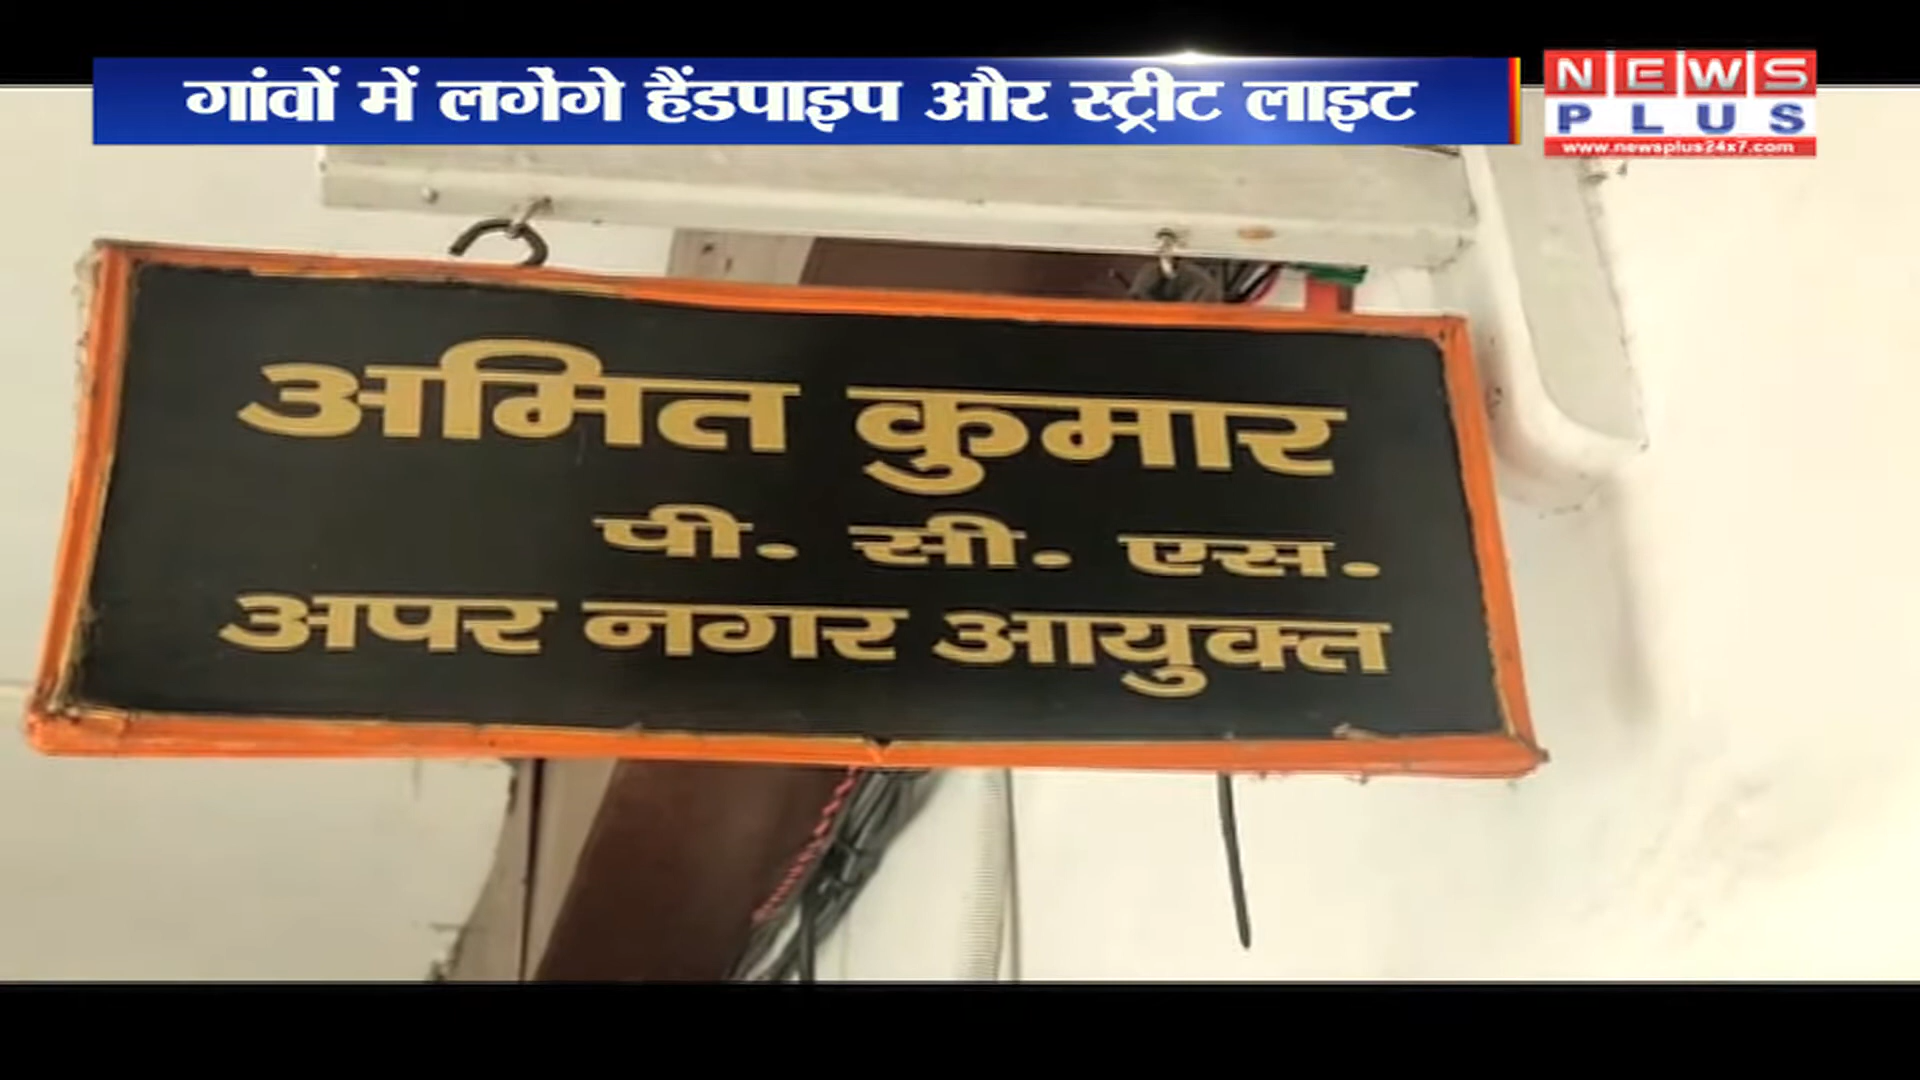 गांवों में लगेंगे हैंडपाइप और स्ट्रीट लाइट
NEWS
PLUS
www.newsplus24x7.com
अमित कुमार
पी. सी. एस.
अपर नगर आयुक्त